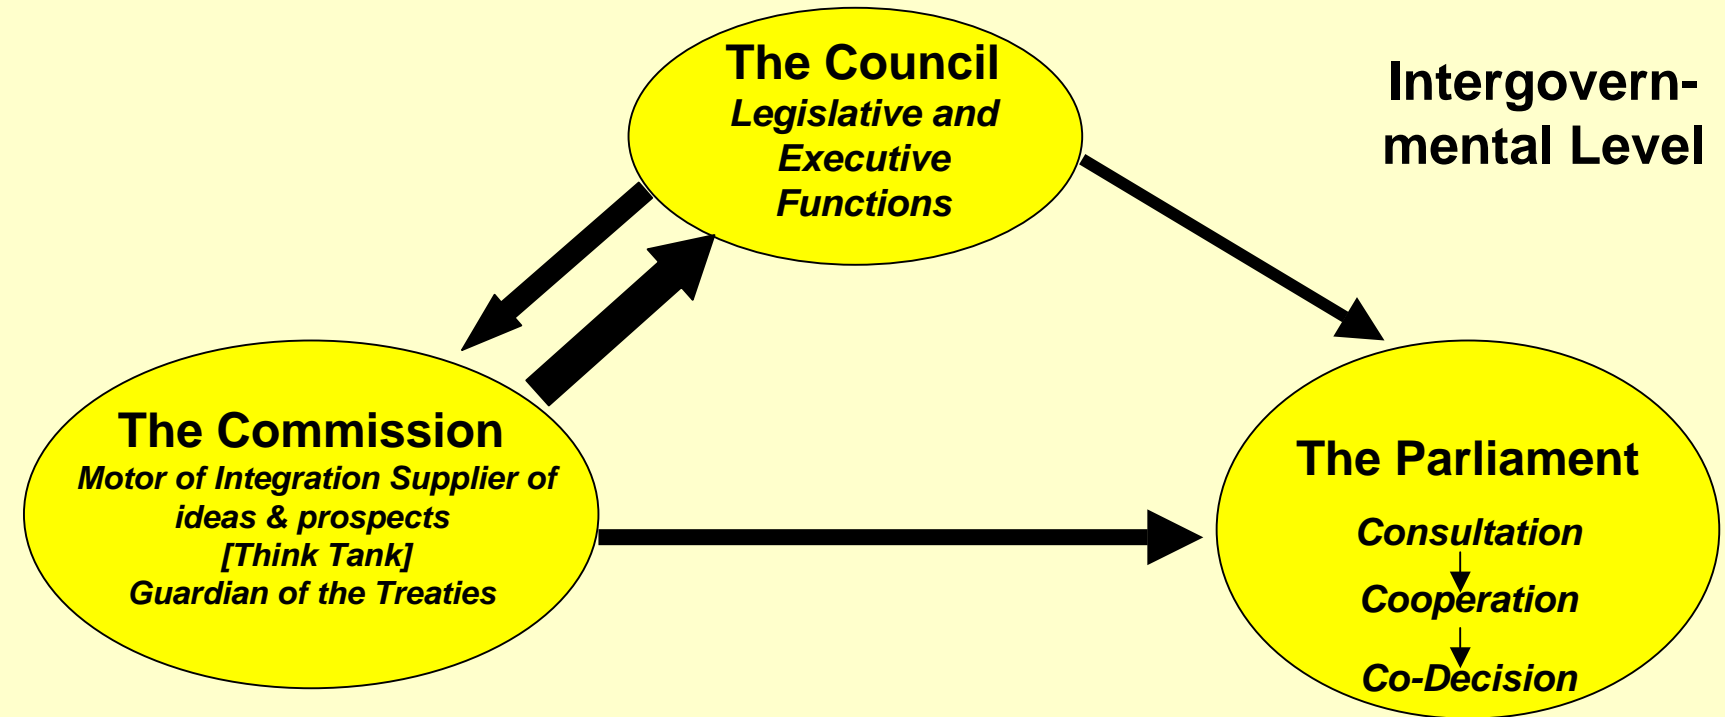 The Council
Legislative and
Executive
Functions
Intergovern-
mental Level
The Commission
Motor of Integration Supplier of
ideas & prospects
[Think Tank]
Guardian of the Treaties
The Parliament
Consultation
Cooperation
Co-Decision